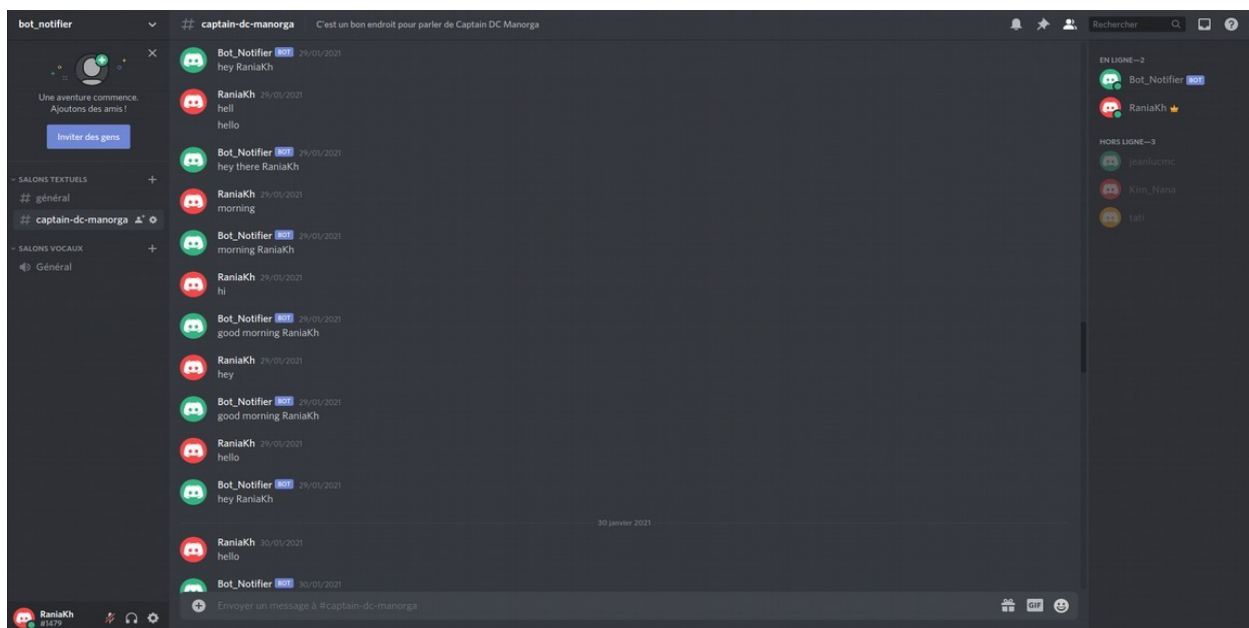 bot_notifier
Une aventure commence.
Ajoutons des amis !
Inviter des gens
SALONS TEXTUELS
# général
# captain-dc-manorga
SALONS VOCAUX
Général
RaniaKh
#1479
# captain-dc-manorga C'est un bon endroit pour parler de Captain DC Manorga
Bot_Notifier BOT 29/01/2021
hey RaniaKh
RaniaKh 29/01/2021
hell
hello
Bot_Notifier BOT 29/01/2021
hey there RaniaKh
RaniaKh 29/01/2021
morning
Bot_Notifier BOT 29/01/2021
morning RaniaKh
RaniaKh 29/01/2021
hi
Bot_Notifier BOT 29/01/2021
good morning RaniaKh
RaniaKh 29/01/2021
hey
Bot_Notifier BOT 29/01/2021
good morning RaniaKh
RaniaKh 29/01/2021
hello
Bot_Notifier BOT 29/01/2021
hey RaniaKh
30 janvier 2021
RaniaKh 30/01/2021
hello
Bot_Notifier BOT 30/01/2021
Envoyer un message à #captain-dc-manorga
GIF
Rechercher
EN LIGNE—2
Bot_Notifier BOT
RaniaKh
HORS LIGNE—3
jeanlucmc
Kim_Nana
tati